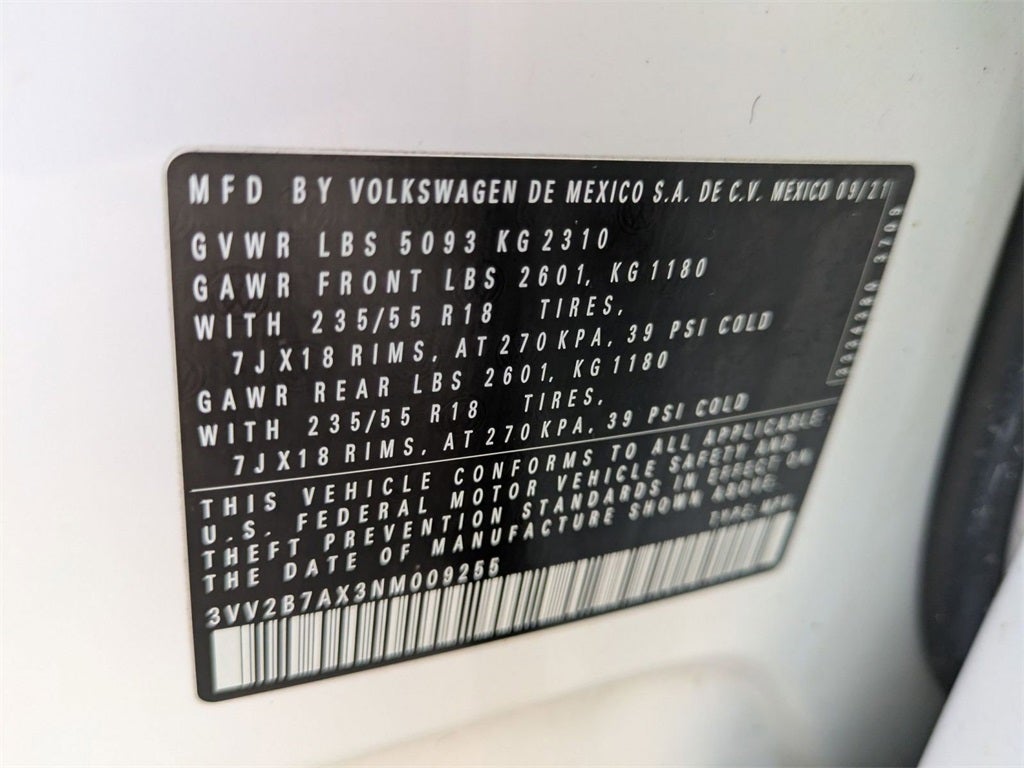 MFD BY VOLKSWAGEN DE MEXICO S.A. DE C.V. MEXICO 09/21
GVWR LBS 5093 KG 2310
GAWR FRONT LBS 2601, KG 1180
WITH 235/55 R18 TIRES,
7JX18 RIMS, AT 270 KPA, 39 PSI COLD
GAWR REAR LBS 2601, KG 1180
WITH 235/55 R18 TIRES,
7JX18 RIMS, AT 270 KPA, 39 PSI COLD
THIS VEHICLE CONFORMS TO ALL APPLICABLE
U.S. FEDERAL MOTOR VEHICLE SAFETY AND
THEFT PREVENTION STANDARDS IN EFFECT ON
THE DATE OF MANUFACTURE SHOWN ABOVE.
TYPE: MPV
3VV2B7AX3NM009255